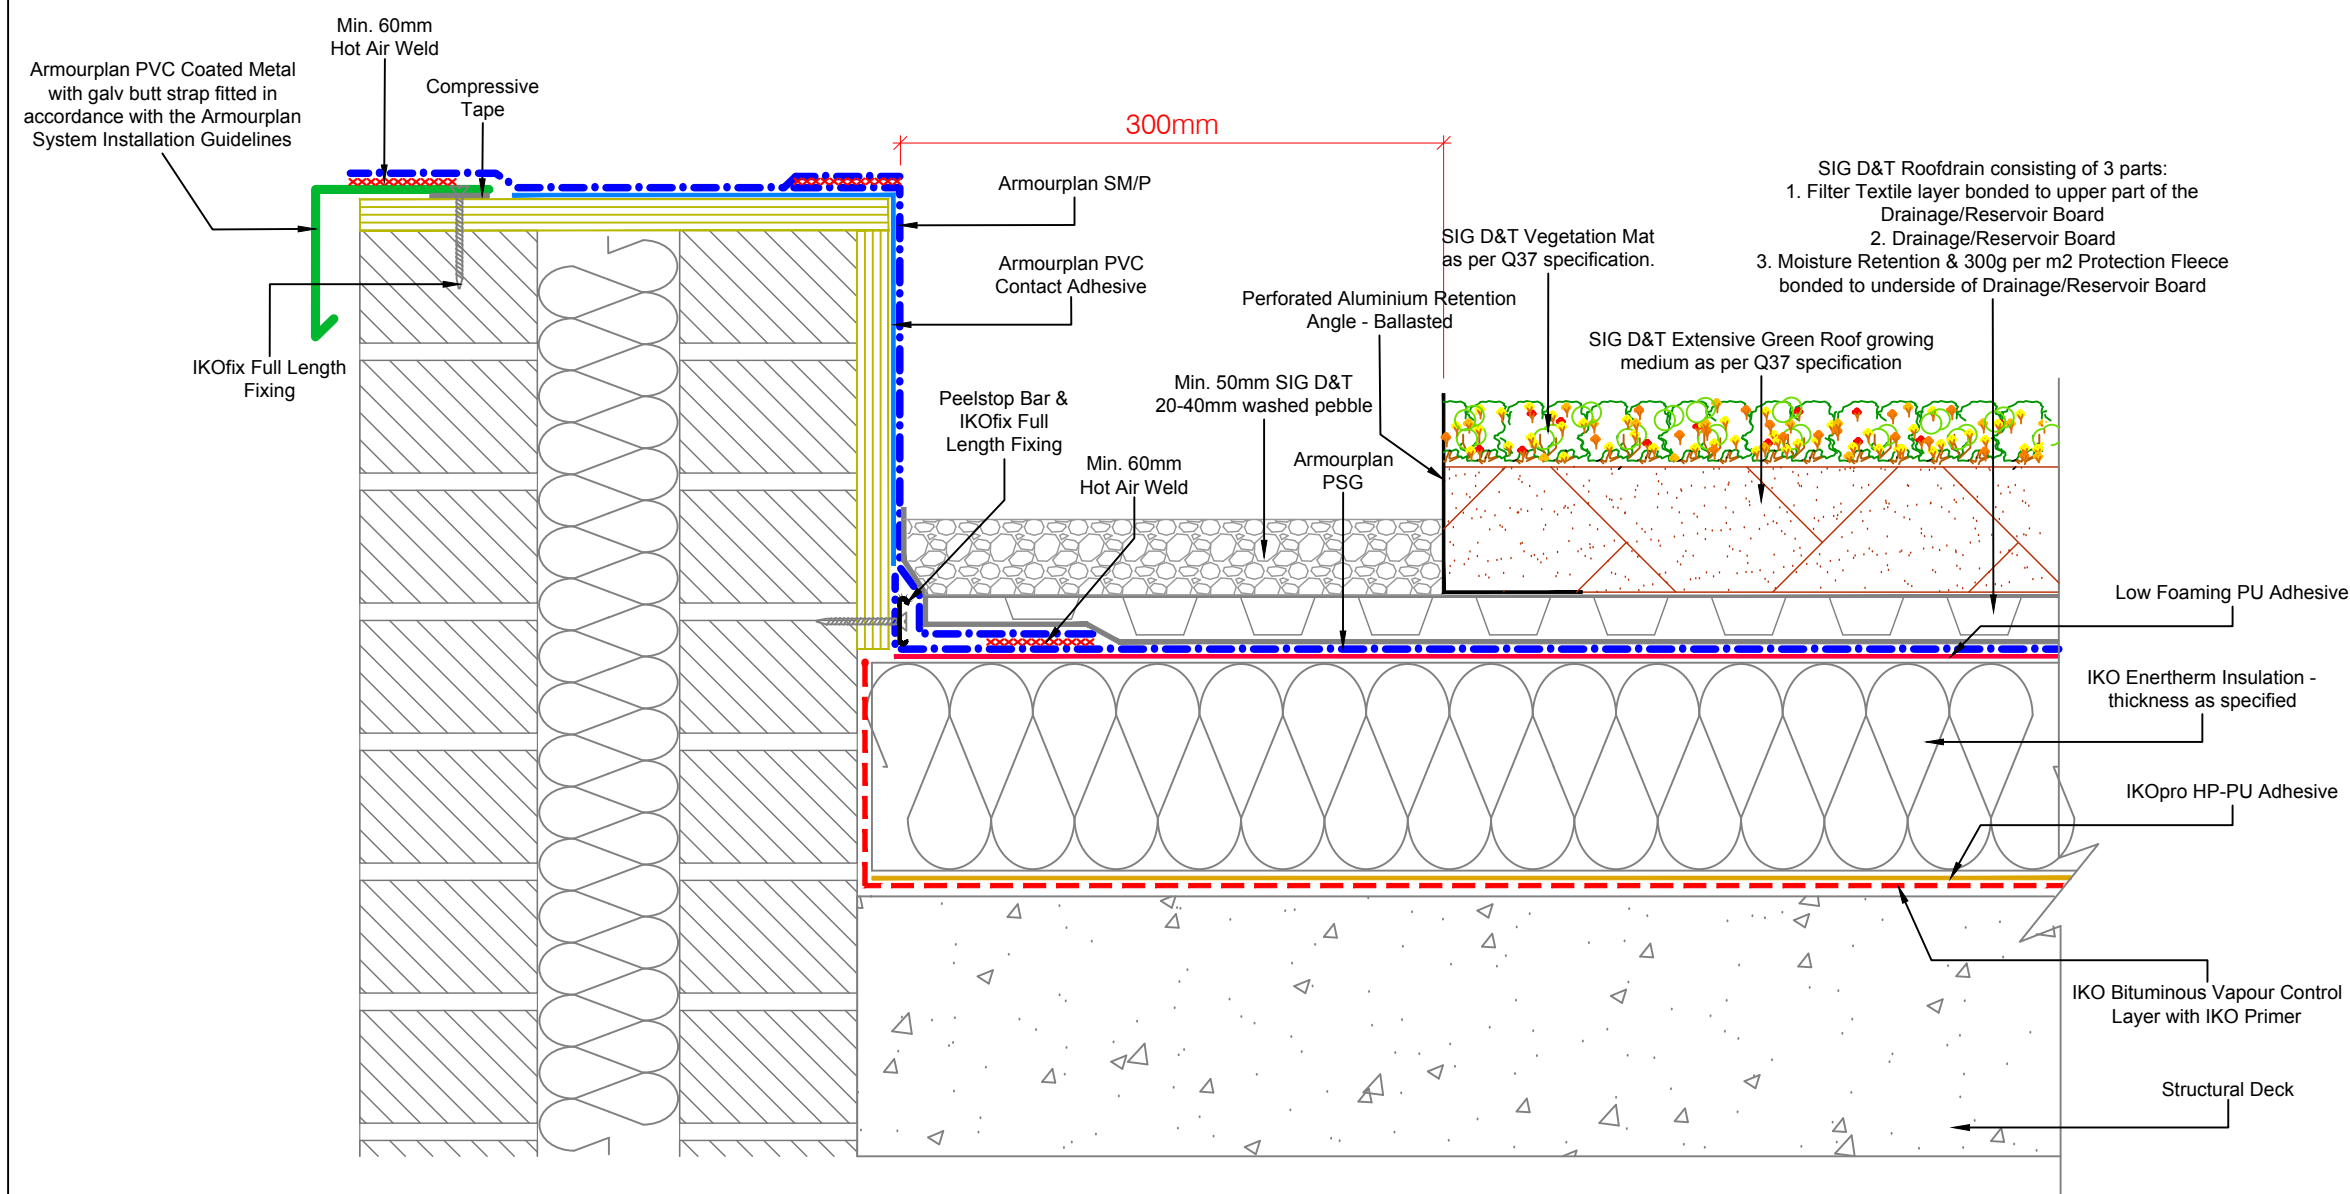 Min. 60mm
Hot Air Weld
Armourplan PVC Coated Metal
with galv butt strap fitted in
accordance with the Armourplan
System Installation Guidelines
Compressive
Tape
300mm
Armourplan SM/P
SIG D&T Roofdrain consisting of 3 parts:
1. Filter Textile layer bonded to upper part of the
Drainage/Reservoir Board
2. Drainage/Reservoir Board
3. Moisture Retention & 300g per m2 Protection Fleece
bonded to underside of Drainage/Reservoir Board
SIG D&T Vegetation Mat
as per Q37 specification.
Armourplan PVC
Contact Adhesive
Perforated Aluminium Retention
Angle - Ballasted
SIG D&T Extensive Green Roof growing
medium as per Q37 specification
IKOfix Full Length
Fixing
Min. 50mm SIG D&T
20-40mm washed pebble
Peelstop Bar &
IKOfix Full
Length Fixing
Min. 60mm
Hot Air Weld
Armourplan
PSG
Low Foaming PU Adhesive
IKO Enertherm Insulation -
thickness as specified
IKOpro HP-PU Adhesive
IKO Bituminous Vapour Control
Layer with IKO Primer
Structural Deck